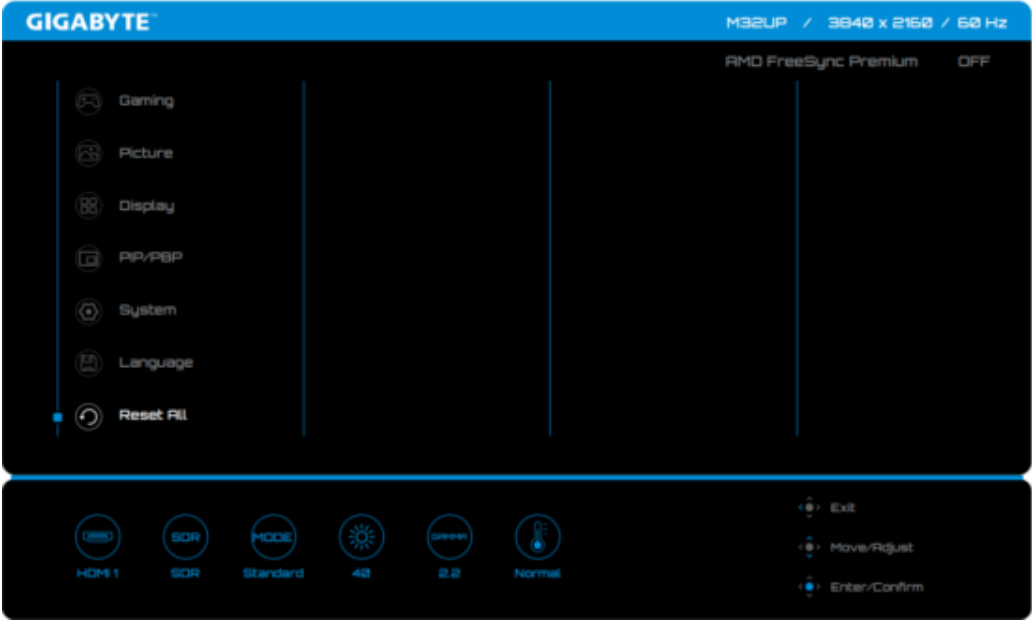 GIGABYTE™
M32UP / 3840 x 2160 / 60 Hz
AMD FreeSync Premium OFF
Gaming
Picture
Display
PIP/PBP
System
Language
Reset All
SDR MODE GAMMA
HDMI 1 SDR Standard 40 2.2 Normal
Exit
Move/Adjust
Enter/Confirm